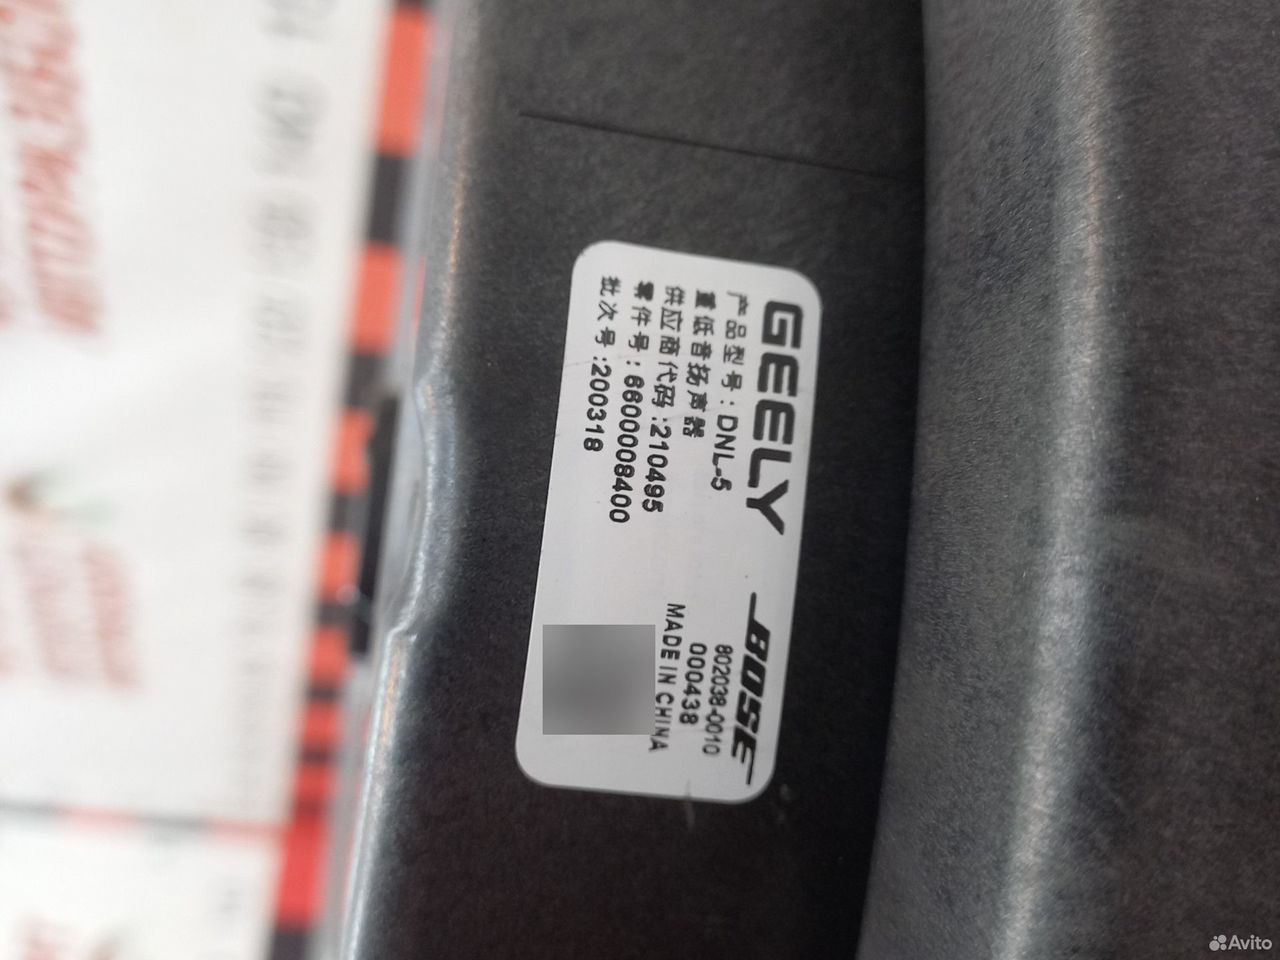 GEELY
产品型号:DNL-5
重低音扬声器
供应商代码:210495
零件号:6600008400
批次号:200318
BOSE
802038-0010
000438
MADE IN CHINA
Avito